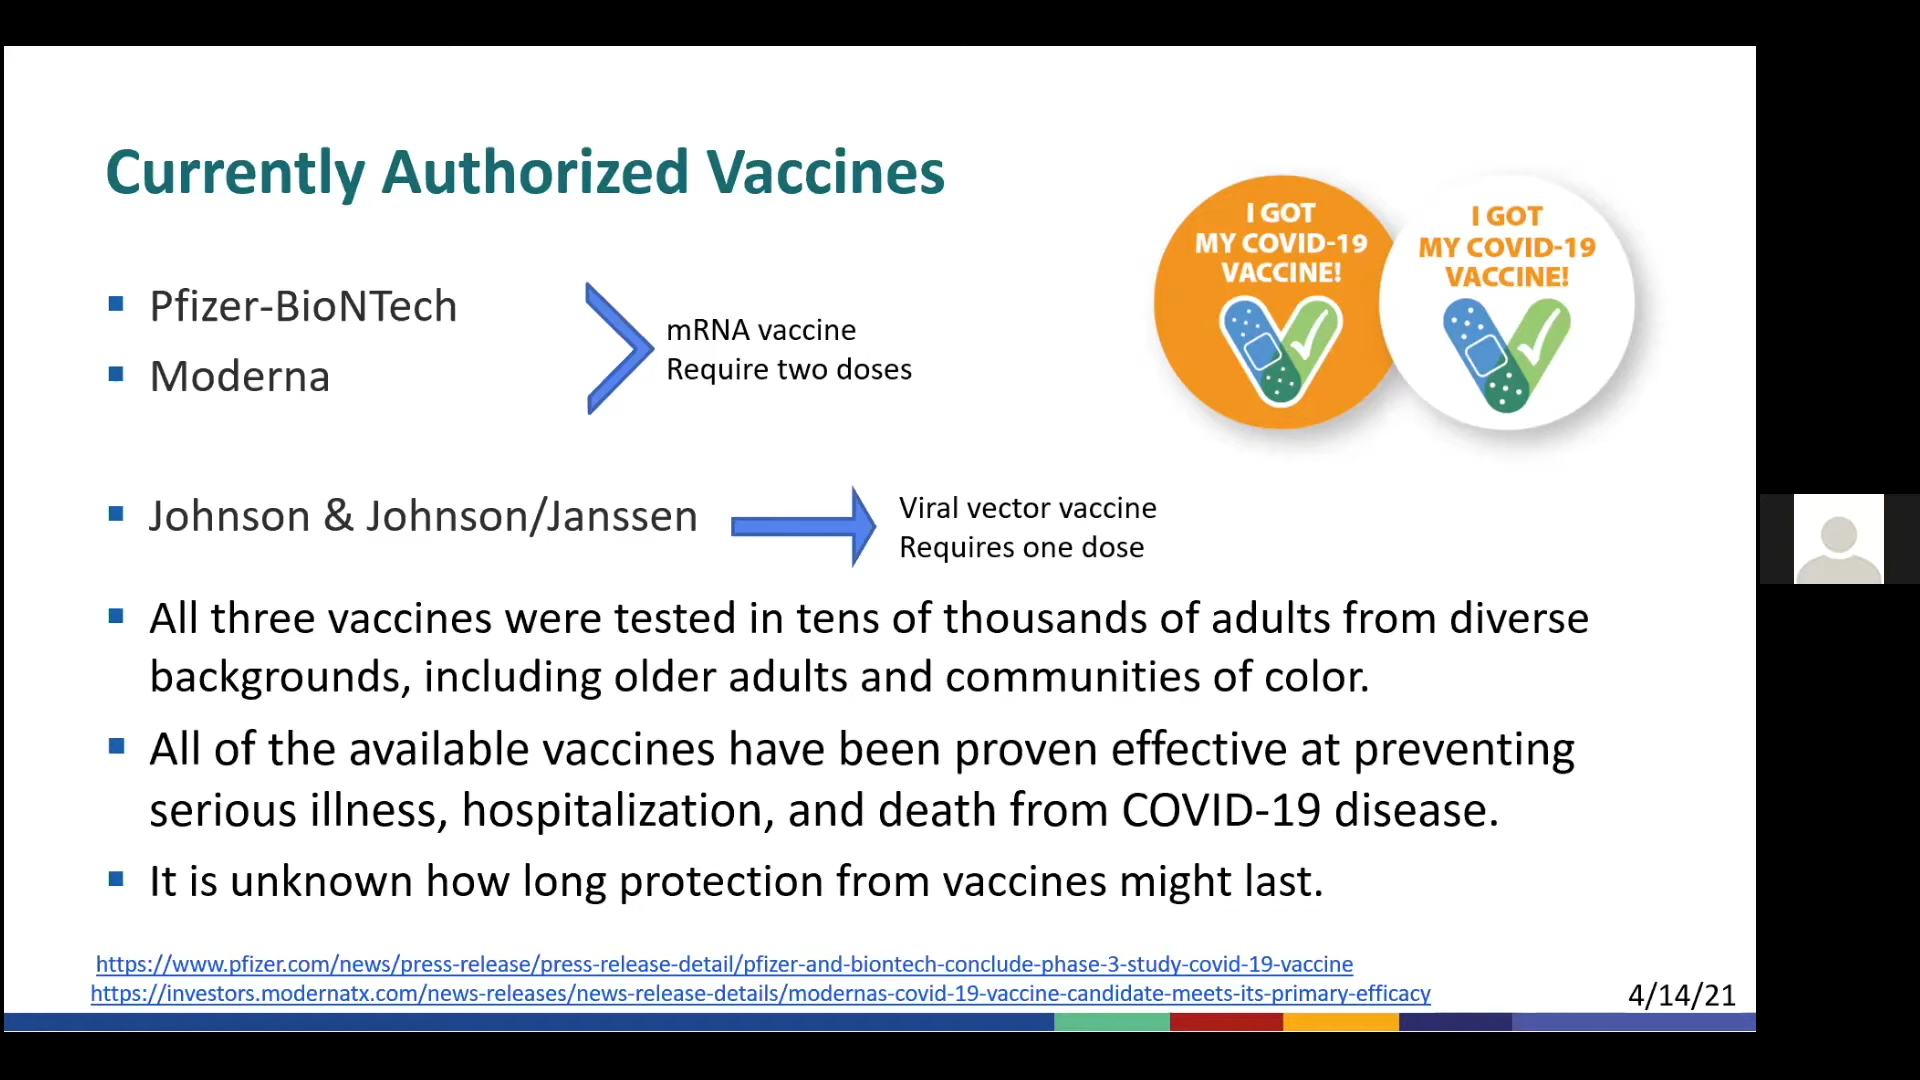 Currently Authorized Vaccines
I GOT
MY COVID-19
VACCINE!
I GOT
MY COVID-19
VACCINE!
Pfizer-BioNTech
Moderna
mRNA vaccine
Require two doses
Johnson & Johnson/Janssen
Viral vector vaccine
Requires one dose
All three vaccines were tested in tens of thousands of adults from diverse
backgrounds, including older adults and communities of color.
All of the available vaccines have been proven effective at preventing
serious illness, hospitalization, and death from COVID-19 disease.
It is unknown how long protection from vaccines might last.
https://www.pfizer.com/news/press-release/press-release-detail/pfizer-and-biontech-conclude-phase-3-study-covid-19-vaccine
https://investors.modernatx.com/news-releases/news-release-details/modernas-covid-19-vaccine-candidate-meets-its-primary-efficacy
4/14/21